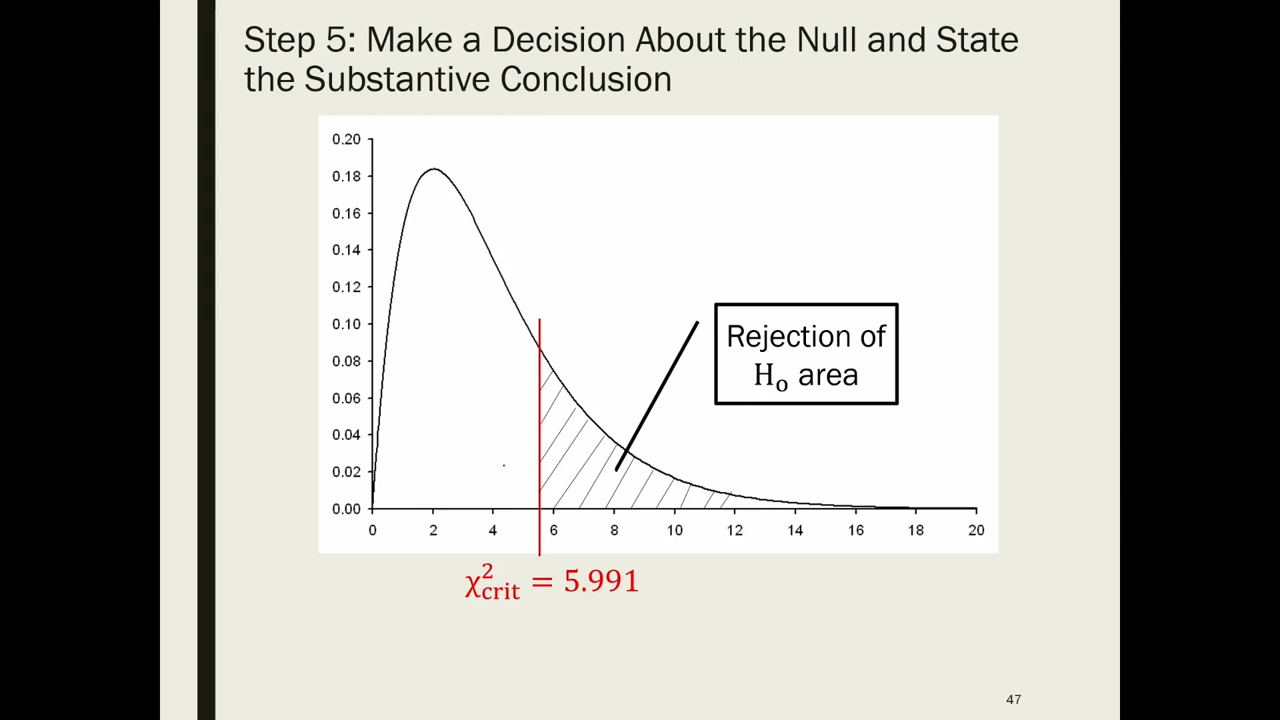 Step 5: Make a Decision About the Null and State
the Substantive Conclusion
0.20
0.18
0.16
0.14
0.12
0.10
0.08
0.06
0.04
0.02
0.00
0 2 4 6 8 10 12 14 16 18 20
Rejection of
H₀ area
χ²crit = 5.991
47